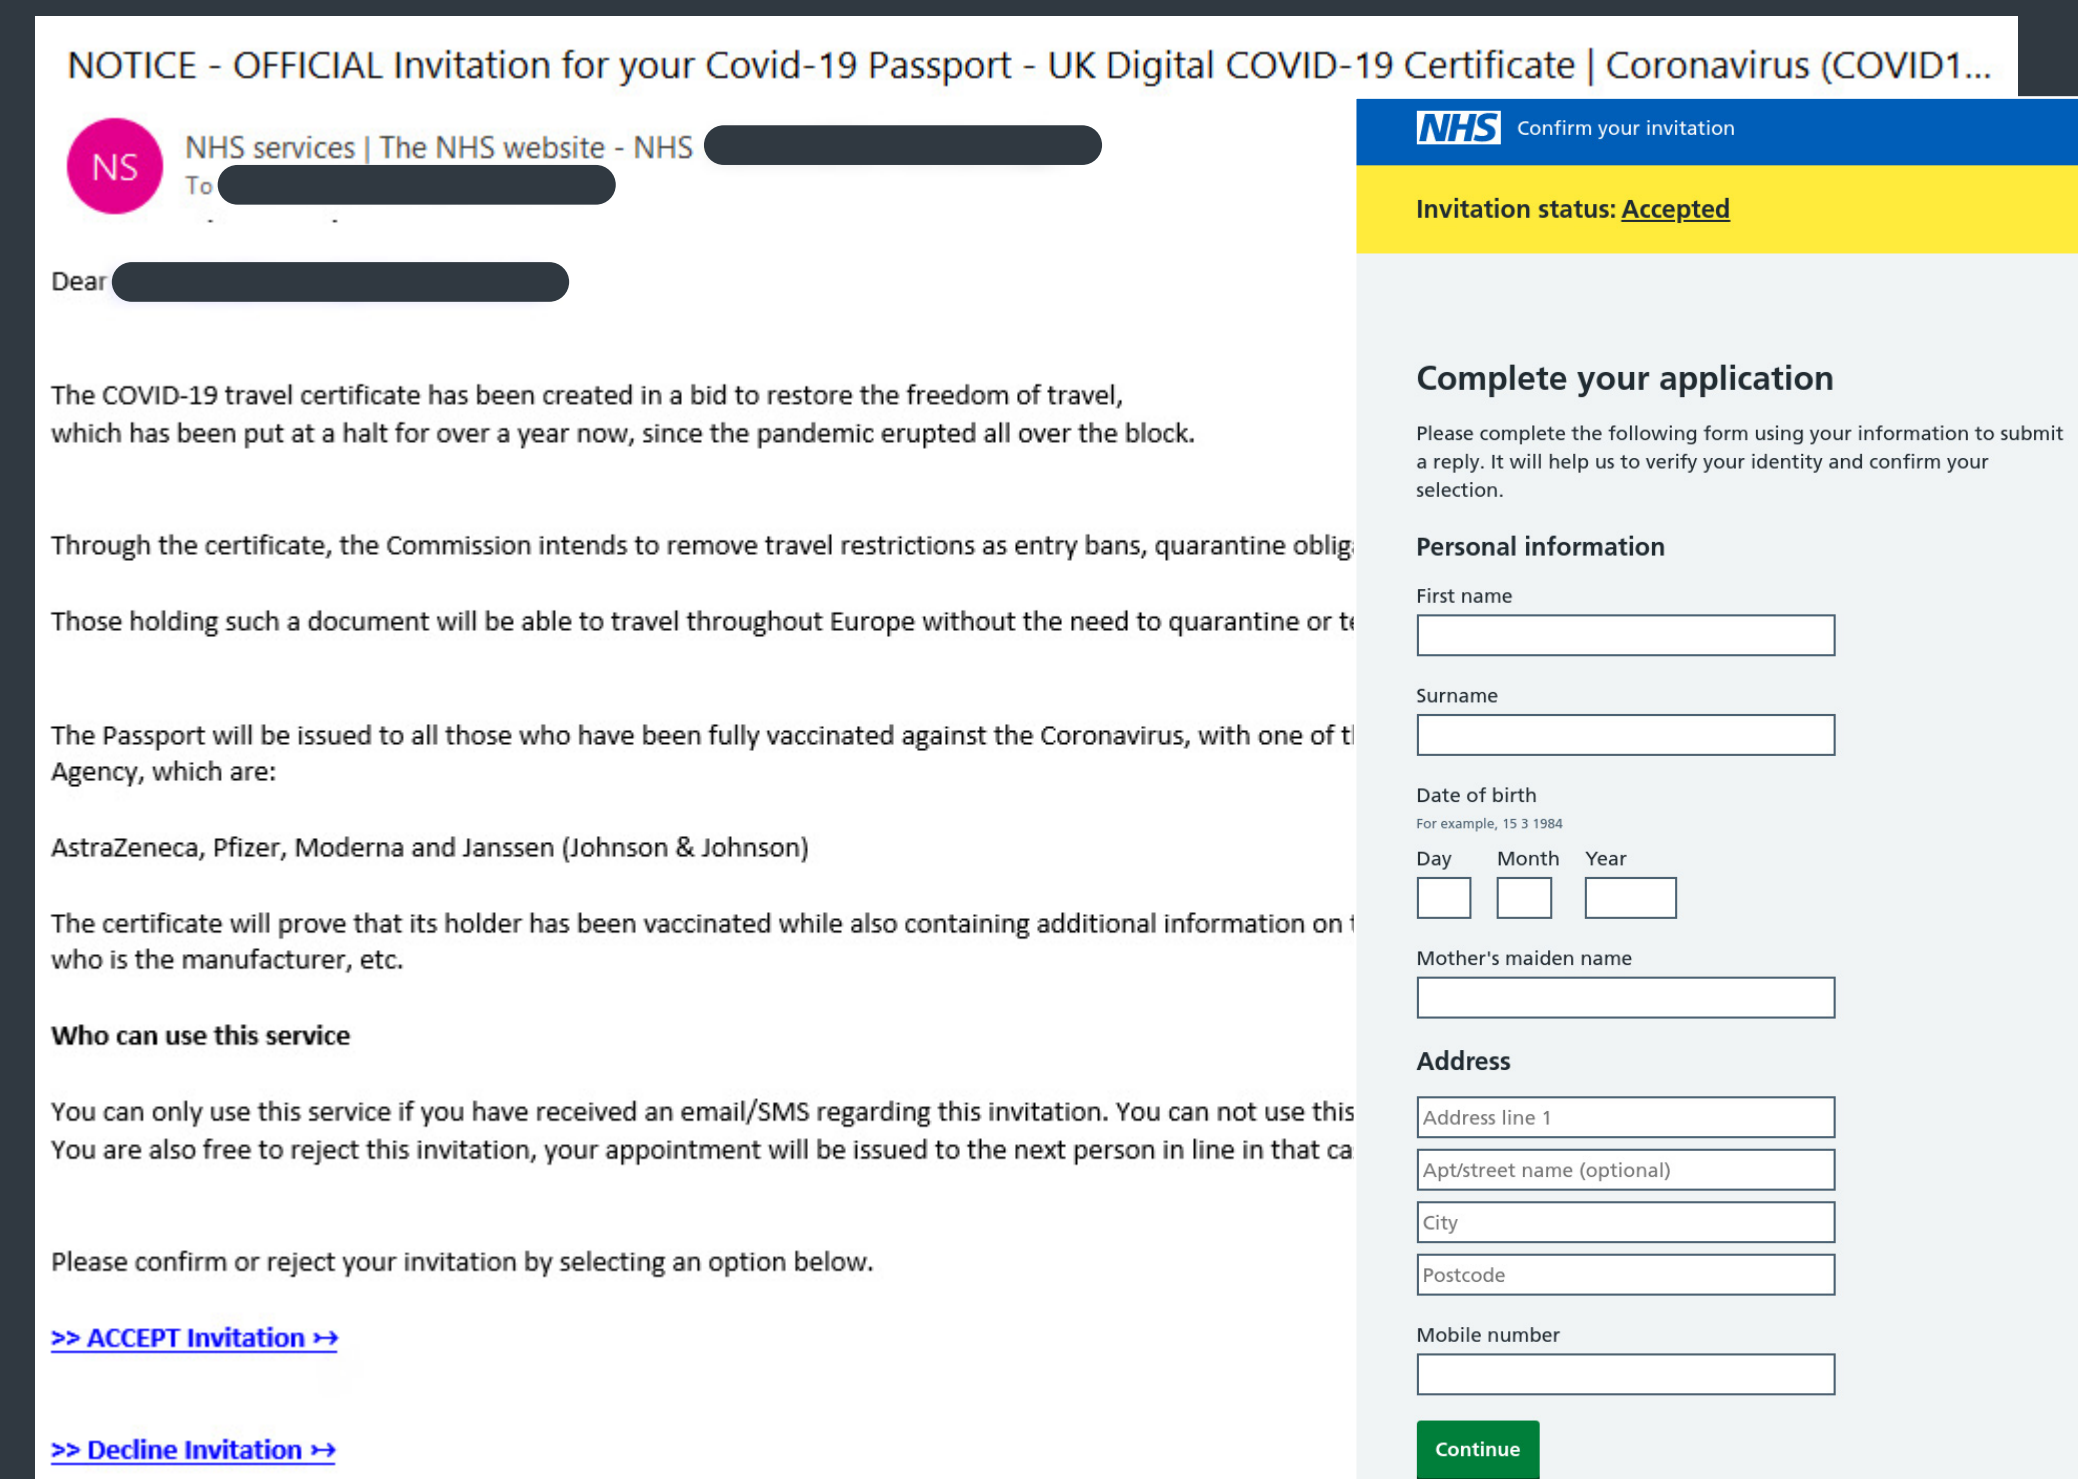 NOTICE - OFFICIAL Invitation for your Covid-19 Passport - UK Digital COVID-19 Certificate | Coronavirus (COVID1...
NS
NHS services | The NHS website - NHS
To
Dear
The COVID-19 travel certificate has been created in a bid to restore the freedom of travel,
which has been put at a halt for over a year now, since the pandemic erupted all over the block.
Through the certificate, the Commission intends to remove travel restrictions as entry bans, quarantine
Those holding such a document will be able to travel throughout Europe without the need to quarantine or
The Passport will be issued to all those who have been fully vaccinated against the Coronavirus, with one of
Agency, which are:
AstraZeneca, Pfizer, Moderna and Janssen (Johnson & Johnson)
The certificate will prove that its holder has been vaccinated while also containing additional information on
who is the manufacturer, etc.
Who can use this service
You can only use this service if you have received an email/SMS regarding this invitation. You can not use this
You are also free to reject this invitation, your appointment will be issued to the next person in line in that
Please confirm or reject your invitation by selecting an option below.
>> ACCEPT Invitation ↣
>> Decline Invitation ↣
NHS Confirm your invitation
Invitation status: Accepted
Complete your application
Please complete the following form using your information to submit
a reply. It will help us to verify your identity and confirm your
selection.
Personal information
First name
Surname
Date of birth
For example, 15 3 1984
Day Month Year
Mother's maiden name
Address
Address line 1
Apt/street name (optional)
City
Postcode
Mobile number
Continue